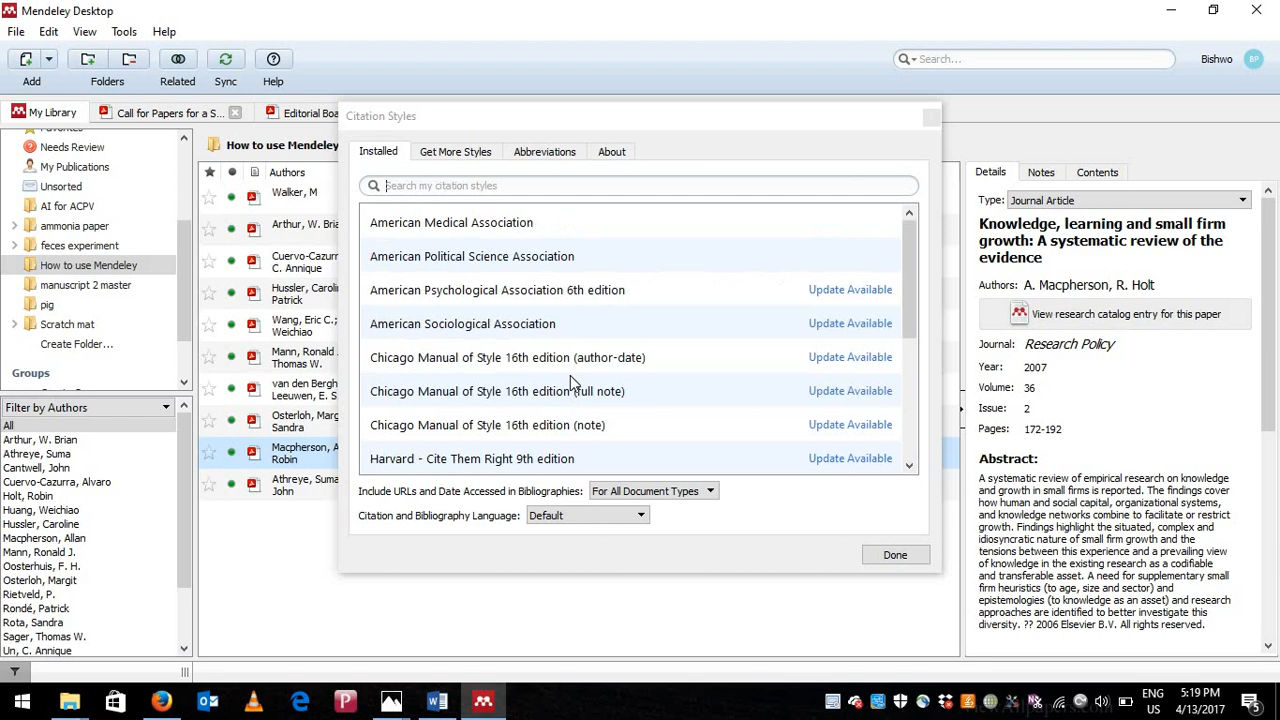 Mendeley Desktop
File Edit View Tools Help
Add Folders Related Sync Help
Search...
Bishwo BP
My Library
Call for Papers for a S...
Editorial Boa
Favorites
Needs Review
My Publications
Unsorted
AI for ACPV
ammonia paper
feces experiment
How to use Mendeley
manuscript 2 master
pig
Scratch mat
Create Folder...
Groups
Filter by Authors
All
Arthur, W. Brian
Athreye, Suma
Cantwell, John
Cuervo-Cazurra, Alvaro
Holt, Robin
Huang, Weichiao
Hussler, Caroline
Macpherson, Allan
Mann, Ronald J.
Oosterhuis, F. H.
Osterloh, Margit
Rietveld, P.
Rondé, Patrick
Rota, Sandra
Sager, Thomas W.
Un, C. Annique
How to use Mendeley
Authors
Walker, M
Arthur, W. Bria
Cuervo-Cazurr
C. Annique
Hussler, Carol
Patrick
Wang, Eric C.;
Weichiao
Mann, Ronald
Thomas W.
van den Bergh
Leeuwen, E. S
Osterloh, Marg
Sandra
Macpherson, A
Robin
Athreye, Suma
John
Citation Styles
Installed Get More Styles Abbreviations About
Search my citation styles
American Medical Association
American Political Science Association
American Psychological Association 6th edition Update Available
American Sociological Association Update Available
Chicago Manual of Style 16th edition (author-date) Update Available
Chicago Manual of Style 16th edition (full note) Update Available
Chicago Manual of Style 16th edition (note) Update Available
Harvard - Cite Them Right 9th edition Update Available
Include URLs and Date Accessed in Bibliographies: For All Document Types
Citation and Bibliography Language: Default
Done
Details Notes Contents
Type: Journal Article
Knowledge, learning and small firm
growth: A systematic review of the
evidence
Authors: A. Macpherson, R. Holt
View research catalog entry for this paper
Journal: Research Policy
Year: 2007
Volume: 36
Issue: 2
Pages: 172-192
Abstract:
A systematic review of empirical research on knowledge
and growth in small firms is reported. The findings cover
how human and social capital, organizational systems,
and knowledge networks combine to facilitate or restrict
growth. Findings highlight the situated, complex and
idiosyncratic nature of small firm growth and the
tensions between this experience and a prevailing view
of knowledge in the existing research as a codifiable
and transferable asset. A need for supplementary small
firm heuristics (to age, size and sector) and
epistemologies (to knowledge as an asset) and research
approaches are identified to better investigate this
diversity. ?? 2006 Elsevier B.V. All rights reserved.
ENG
US
5:19 PM
4/13/2017
5